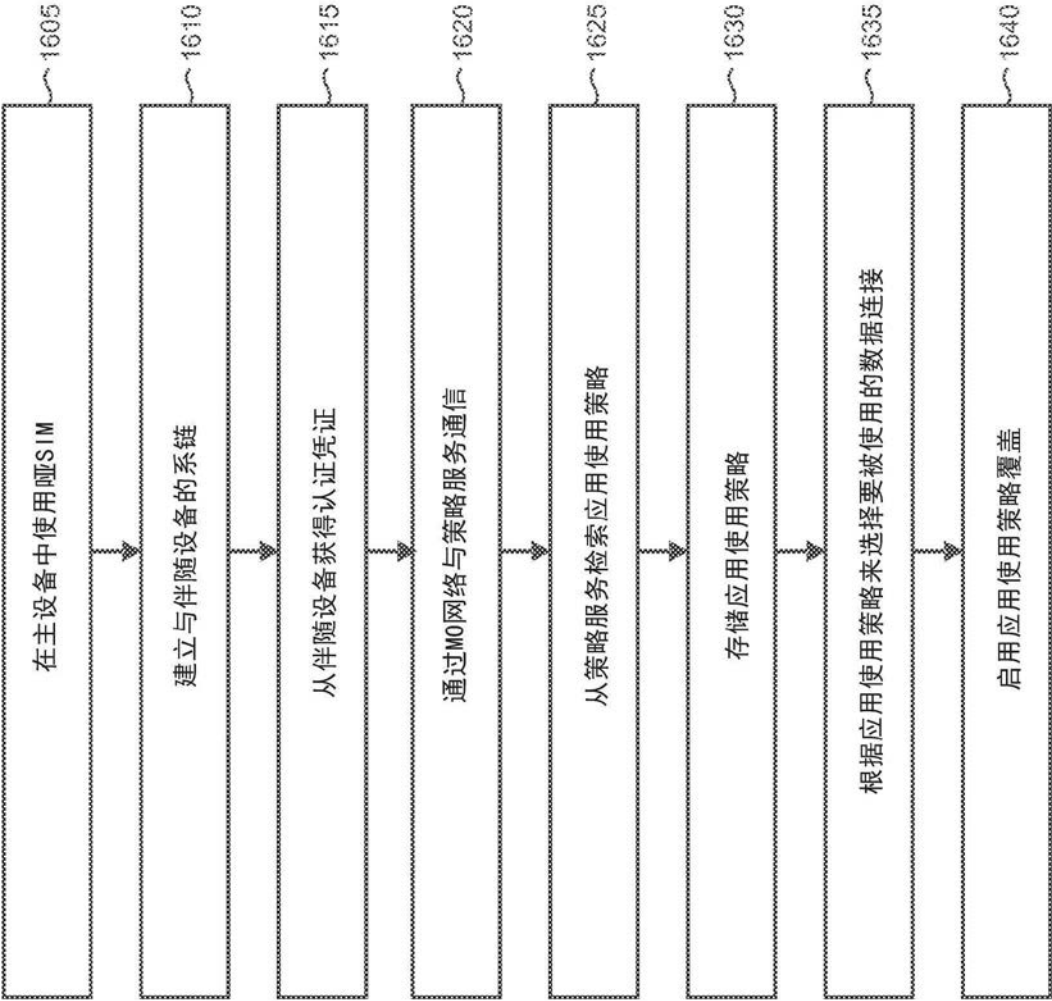 1605
在主设备中使用哑SIM
1610
建立与伴随设备的系链
1615
从伴随设备获得认证凭证
1620
通过MO网络与策略服务通信
1625
从策略服务检索应用使用策略
1630
存储应用使用策略
1635
根据应用使用策略来选择要被使用的数据连接
1640
启用应用使用策略覆盖